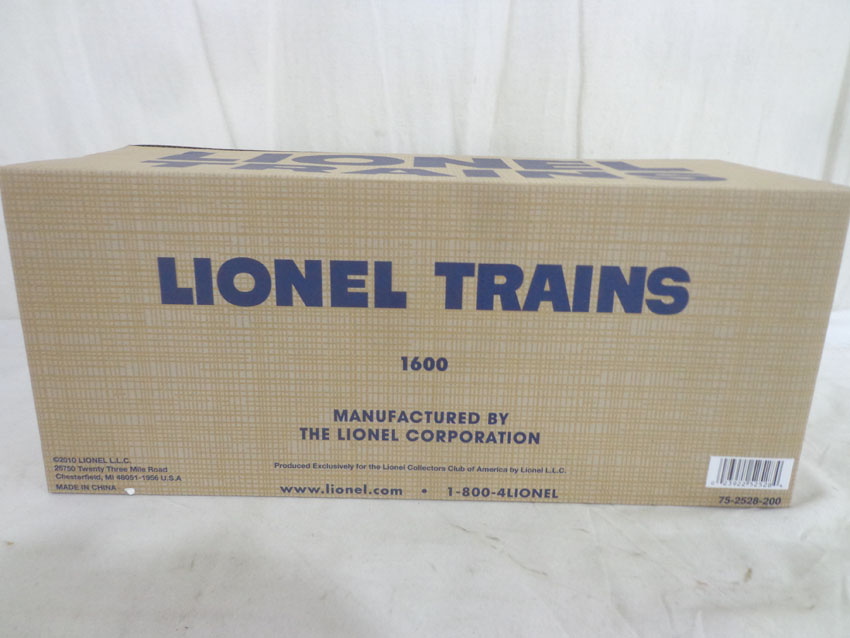 LIONEL
TRAINS
LIONEL TRAINS
1600
MANUFACTURED BY
THE LIONEL CORPORATION
©2010 LIONEL L.L.C.
26750 Twenty Three Mile Road
Chesterfield, MI 48051-1956 U.S.A
MADE IN CHINA
Produced Exclusively for the Lionel Collectors Club of America by Lionel L.L.C.
www.lionel.com • 1-800-4LIONEL
75-2528-200